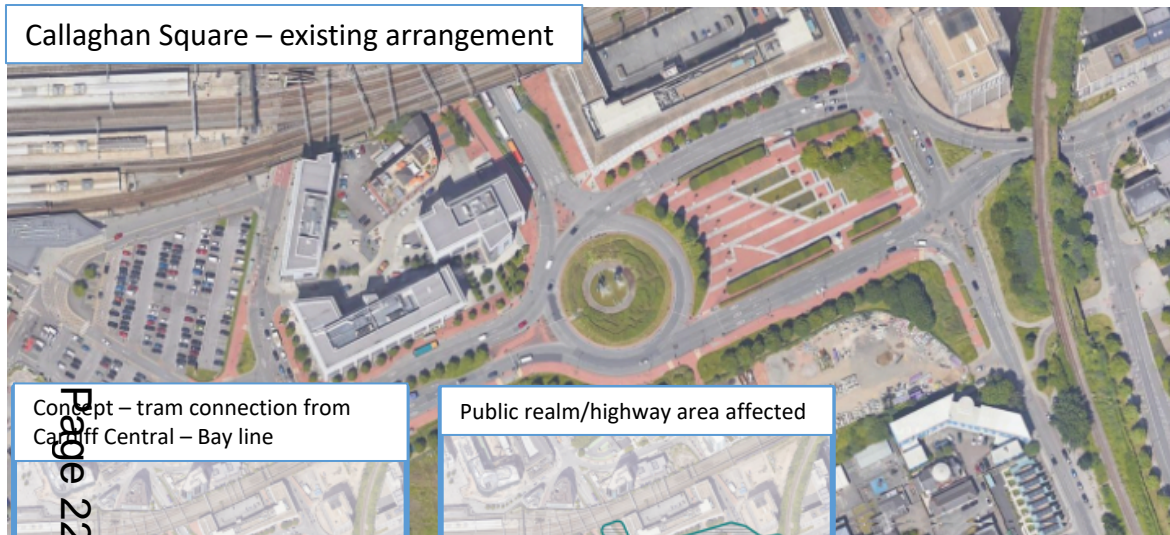 Callaghan Square – existing arrangement
Concept – tram connection from
Cardiff Central – Bay line
Public realm/highway area affected
Page 22